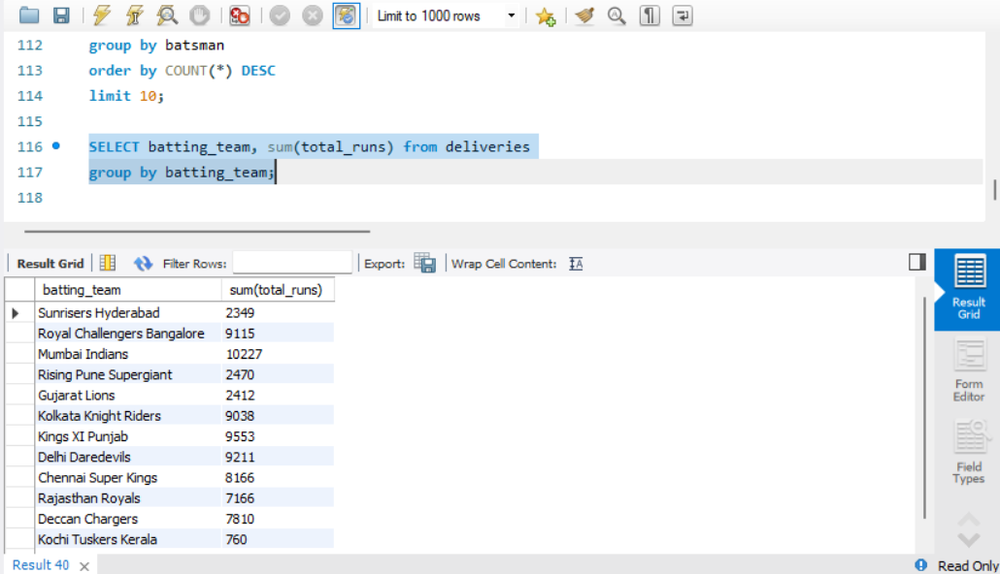 Limit to 1000 rows
112 group by batsman
113 order by COUNT(*) DESC
114 limit 10;
115
116 SELECT batting_team, sum(total_runs) from deliveries
117 group by batting_team;
118
Result Grid Filter Rows: Export: Wrap Cell Content:
batting_team sum(total_runs)
Sunrisers Hyderabad 2349
Royal Challengers Bangalore 9115
Mumbai Indians 10227
Rising Pune Supergiant 2470
Gujarat Lions 2412
Kolkata Knight Riders 9038
Kings XI Punjab 9553
Delhi Daredevils 9211
Chennai Super Kings 8166
Rajasthan Royals 7166
Deccan Chargers 7810
Kochi Tuskers Kerala 760
Result
Grid
Form
Editor
Field
Types
Result 40 Read Only